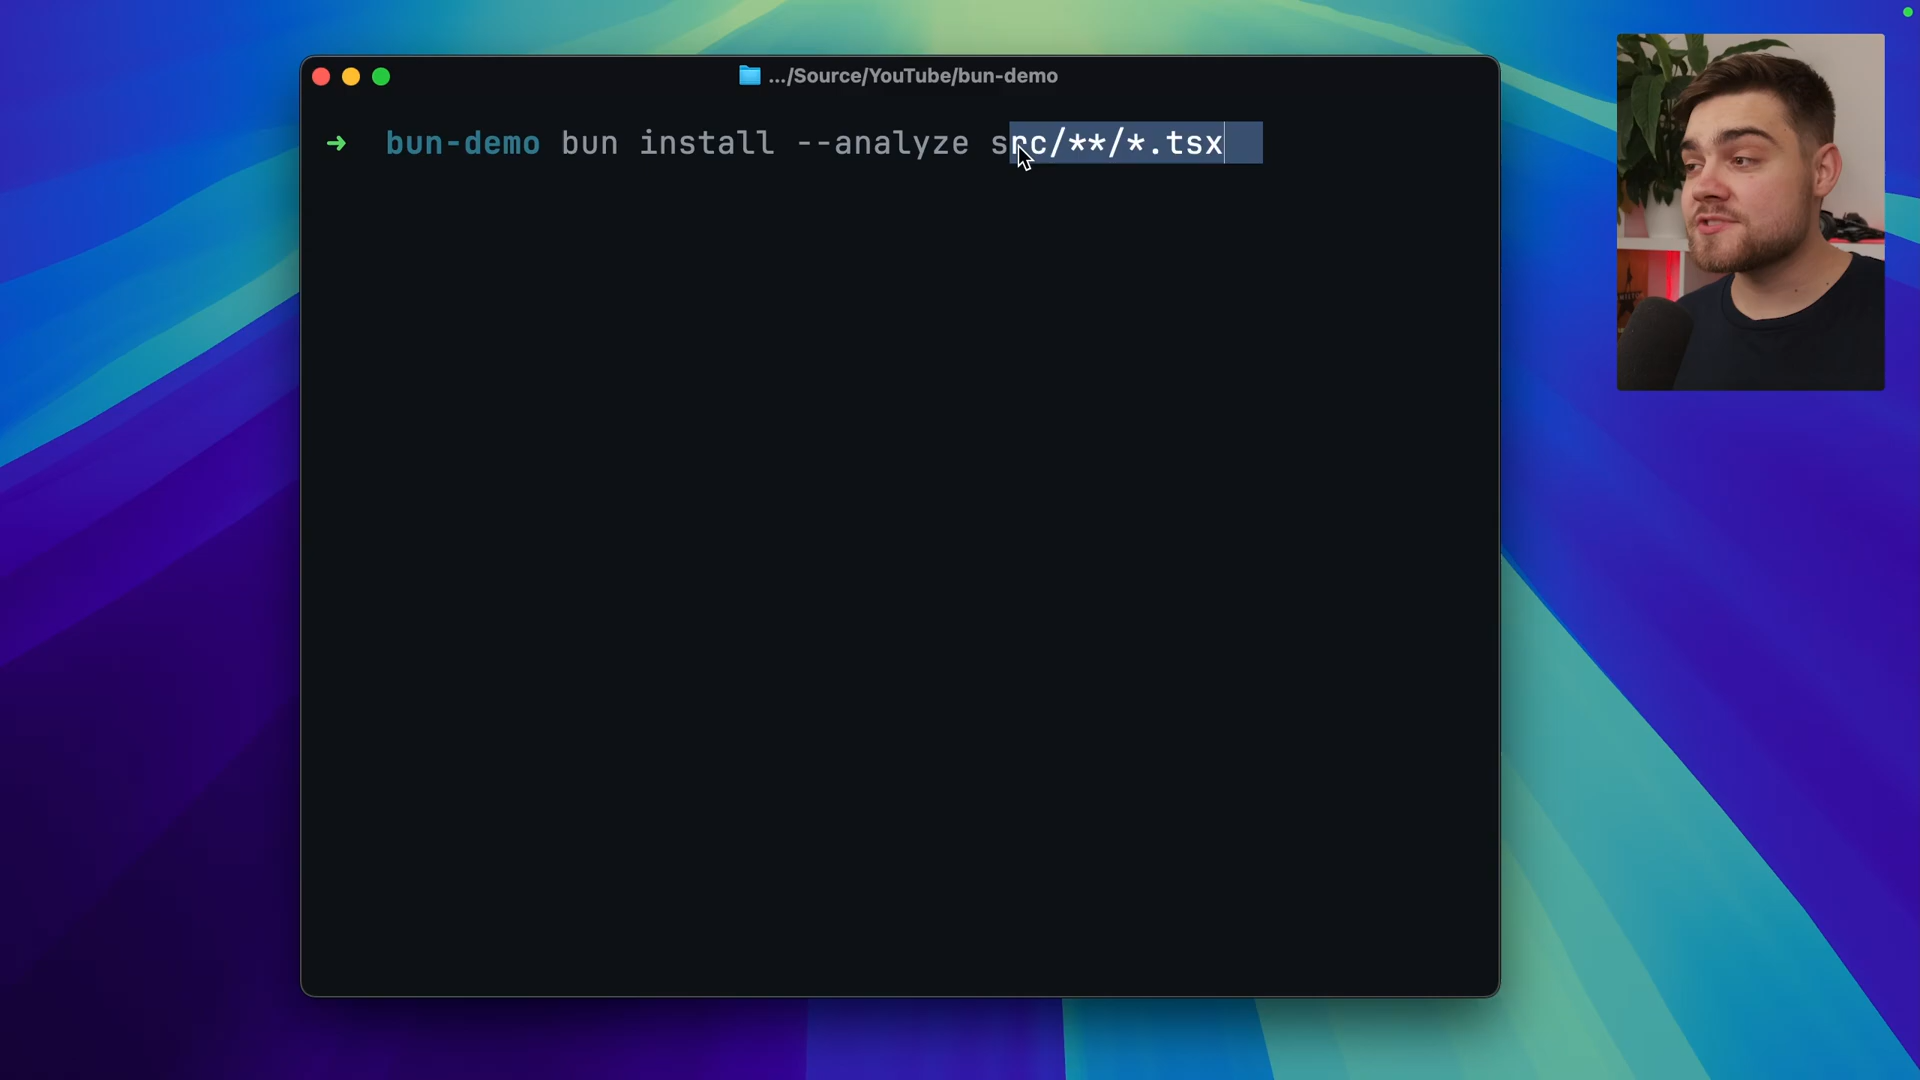 .../Source/YouTube/bun-demo
➜ bun-demo bun install --analyze src/**/*.tsx